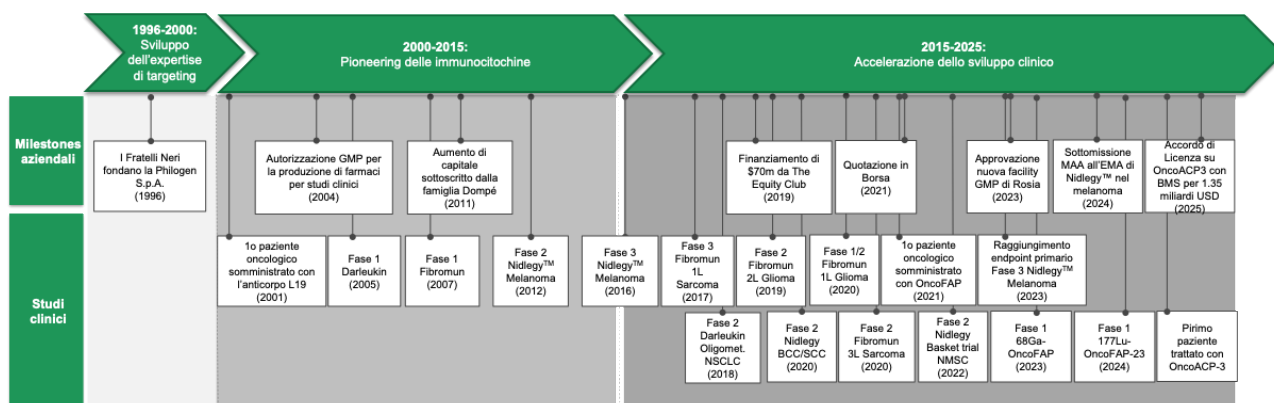 1996-2000:
Sviluppo
dell'expertise
di targeting
2000-2015:
Pioneering delle immunocitochine
2015-2025:
Accelerazione dello sviluppo clinico
Milestones
aziendali
I Fratelli Neri
fondano la Philogen
S.p.A.
(1996)
Autorizzazione GMP per
la produzione di farmaci
per studi clinici
(2004)
Aumento di
capitale
sottoscritto dalla
famiglia Dompé
(2011)
Finanziamento di
$70m da The
Equity Club
(2019)
Quotazione in
Borsa
(2021)
Approvazione
nuova facility
GMP di Rosia
(2023)
Sottomissione
MAA all'EMA di
Nidlegy™ nel
melanoma
(2024)
Accordo di
Licenza su
OncoACP3 con
BMS per 1.35
miliardi USD
(2025)
Studi
clinici
1o paziente
oncologico
somministrato con
l'anticorpo L19
(2001)
Fase 1
Darleukin
(2005)
Fase 1
Fibromun
(2007)
Fase 2
Nidlegy™
Melanoma
(2012)
Fase 3
Nidlegy™
Melanoma
(2016)
Fase 3
Fibromun
1L
Sarcoma
(2017)
Fase 2
Fibromun
2L Glioma
(2019)
Fase 1/2
Fibromun
1L Glioma
(2020)
1o paziente
oncologico
somministrato
con OncoFAP
(2021)
Raggiungimento
endpoint primario
Fase 3 Nidlegy™
Melanoma
(2023)
Fase 2
Darleukin
Oligomet.
NSCLC
(2018)
Fase 2
Nidlegy
BCC/SCC
(2020)
Fase 2
Fibromun
3L Sarcoma
(2020)
Fase 2
Nidlegy
Basket trial
NMSC
(2022)
Fase 1
68Ga-
OncoFAP
(2023)
Fase 1
177Lu-
OncoFAP-23
(2024)
Pirimo
paziente
trattato con
OncoACP-3